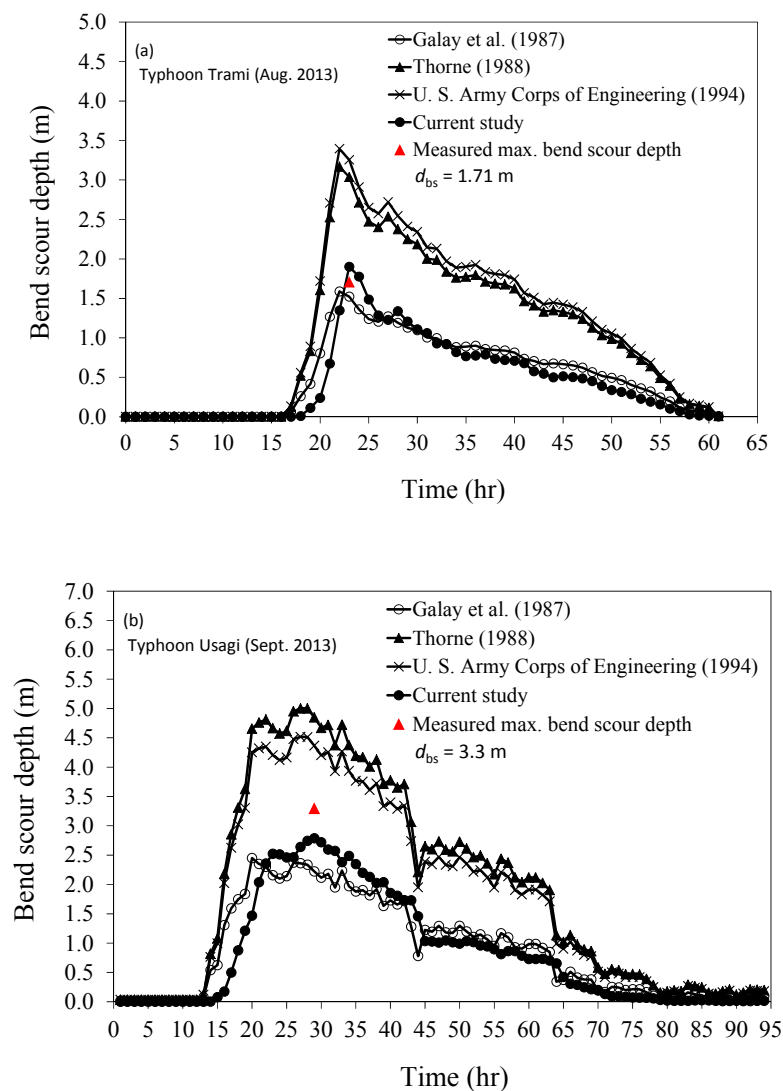 (a)
Typhoon Trami (Aug. 2013)
Galay et al. (1987)
Thorne (1988)
U. S. Army Corps of Engineering (1994)
Current study
Measured max. bend scour depth
dbs = 1.71 m
Bend scour depth (m)
5.0
4.5
4.0
3.5
3.0
2.5
2.0
1.5
1.0
0.5
0.0
0 5 10 15 20 25 30 35 40 45 50 55 60 65
Time (hr)
(b)
Typhoon Usagi (Sept. 2013)
Galay et al. (1987)
Thorne (1988)
U. S. Army Corps of Engineering (1994)
Current study
Measured max. bend scour depth
dbs = 3.3 m
Bend scour depth (m)
7.0
6.5
6.0
5.5
5.0
4.5
4.0
3.5
3.0
2.5
2.0
1.5
1.0
0.5
0.0
0 5 10 15 20 25 30 35 40 45 50 55 60 65 70 75 80 85 90 95
Time (hr)